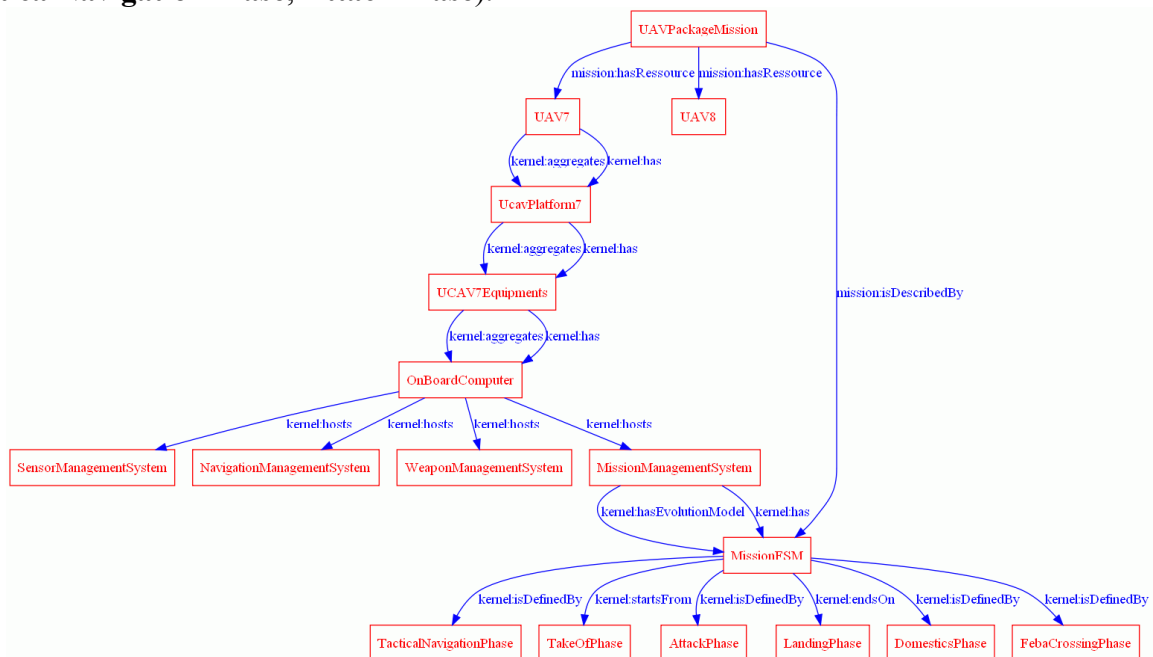 UAVPackageMission
mission:hasRessource mission:hasRessource
UAV7 UAV8
kernel:aggregates kernel:has
UcavPlatform7
kernel:aggregates kernel:has
UCAV7Equipments mission:isDescribedBy
kernel:aggregates kernel:has
OnBoardComputer
kernel:hosts kernel:hosts kernel:hosts kernel:hosts
SensorManagementSystem NavigationManagementSystem WeaponManagementSystem MissionManagementSystem
kernel:hasEvolutionModel kernel:has
MissionFSM
kernel:isDefinedBy kernel:startsFrom kernel:isDefinedBy kernel:endsOn kernel:isDefinedBy kernel:isDefinedBy
TacticalNavigationPhase TakeOfPhase AttackPhase LandingPhase DomesticsPhase FebaCrossingPhase